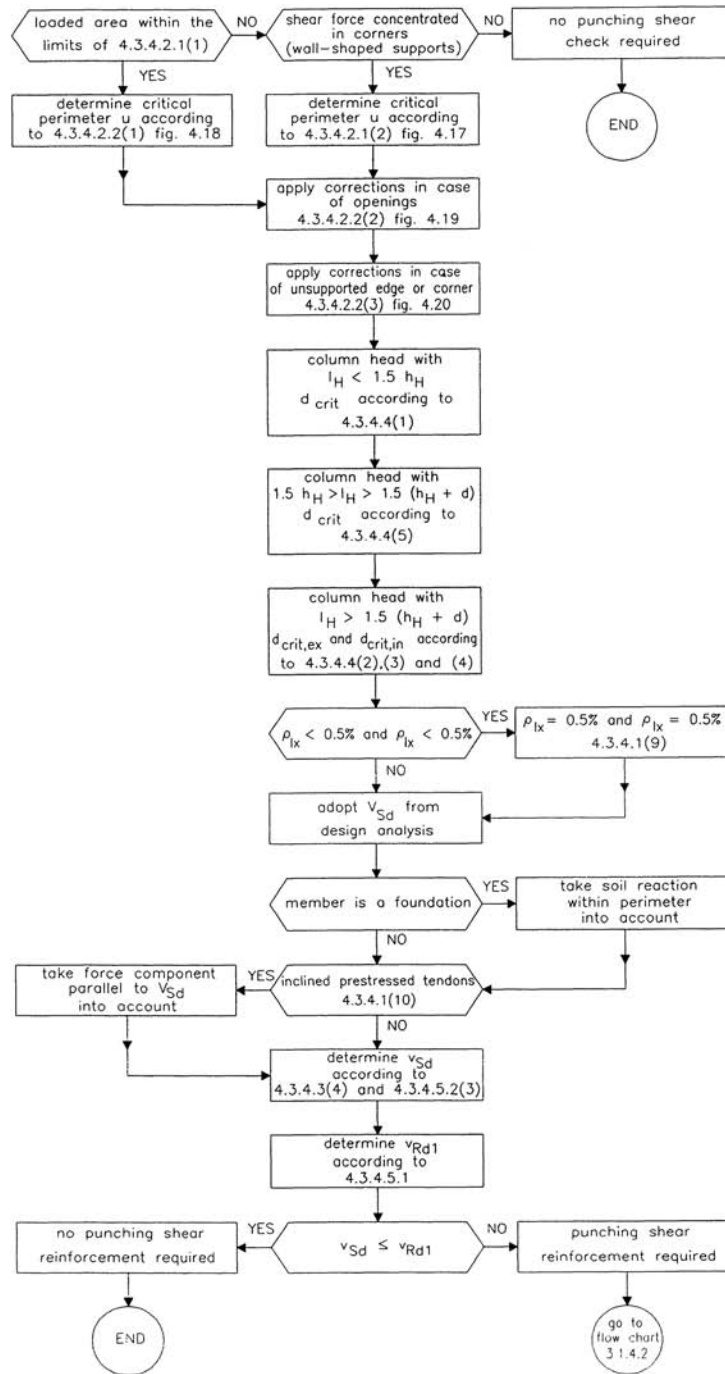 loaded area within the
limits of 4.3.4.2.1(1)
NO
shear force concentrated
in corners
(wall-shaped supports)
NO
no punching shear
check required
YES
YES
END
determine critical
perimeter u according
to 4.3.4.2.2(1) fig. 4.18
determine critical
perimeter u according
to 4.3.4.2.1(2) fig. 4.17
apply corrections in case
of openings
4.3.4.2.2(2) fig. 4.19
apply corrections in case
of unsupported edge or corner
4.3.4.2.2(3) fig. 4.20
column head with
l_H < 1.5 h_H
d_crit according to
4.3.4.4(1)
column head with
1.5 h_H > l_H > 1.5 (h_H + d)
d_crit according to
4.3.4.4(5)
column head with
l_H > 1.5 (h_H + d)
d_crit,ex and d_crit,in according
to 4.3.4.4(2),(3) and (4)
ρ_lx < 0.5% and ρ_lx < 0.5%
YES
ρ_lx = 0.5% and ρ_lx = 0.5%
4.3.4.1(9)
NO
adopt V_Sd from
design analysis
member is a foundation
YES
take soil reaction
within perimeter
into account
NO
take force component
parallel to V_Sd
into account
YES
inclined prestressed tendons
4.3.4.1(10)
NO
determine v_Sd
according to
4.3.4.3(4) and 4.3.4.5.2(3)
determine v_Rd1
according to
4.3.4.5.1
no punching shear
reinforcement required
YES
v_Sd ≤ v_Rd1
NO
punching shear
reinforcement required
END
go to
flow chart
3.1.4.2